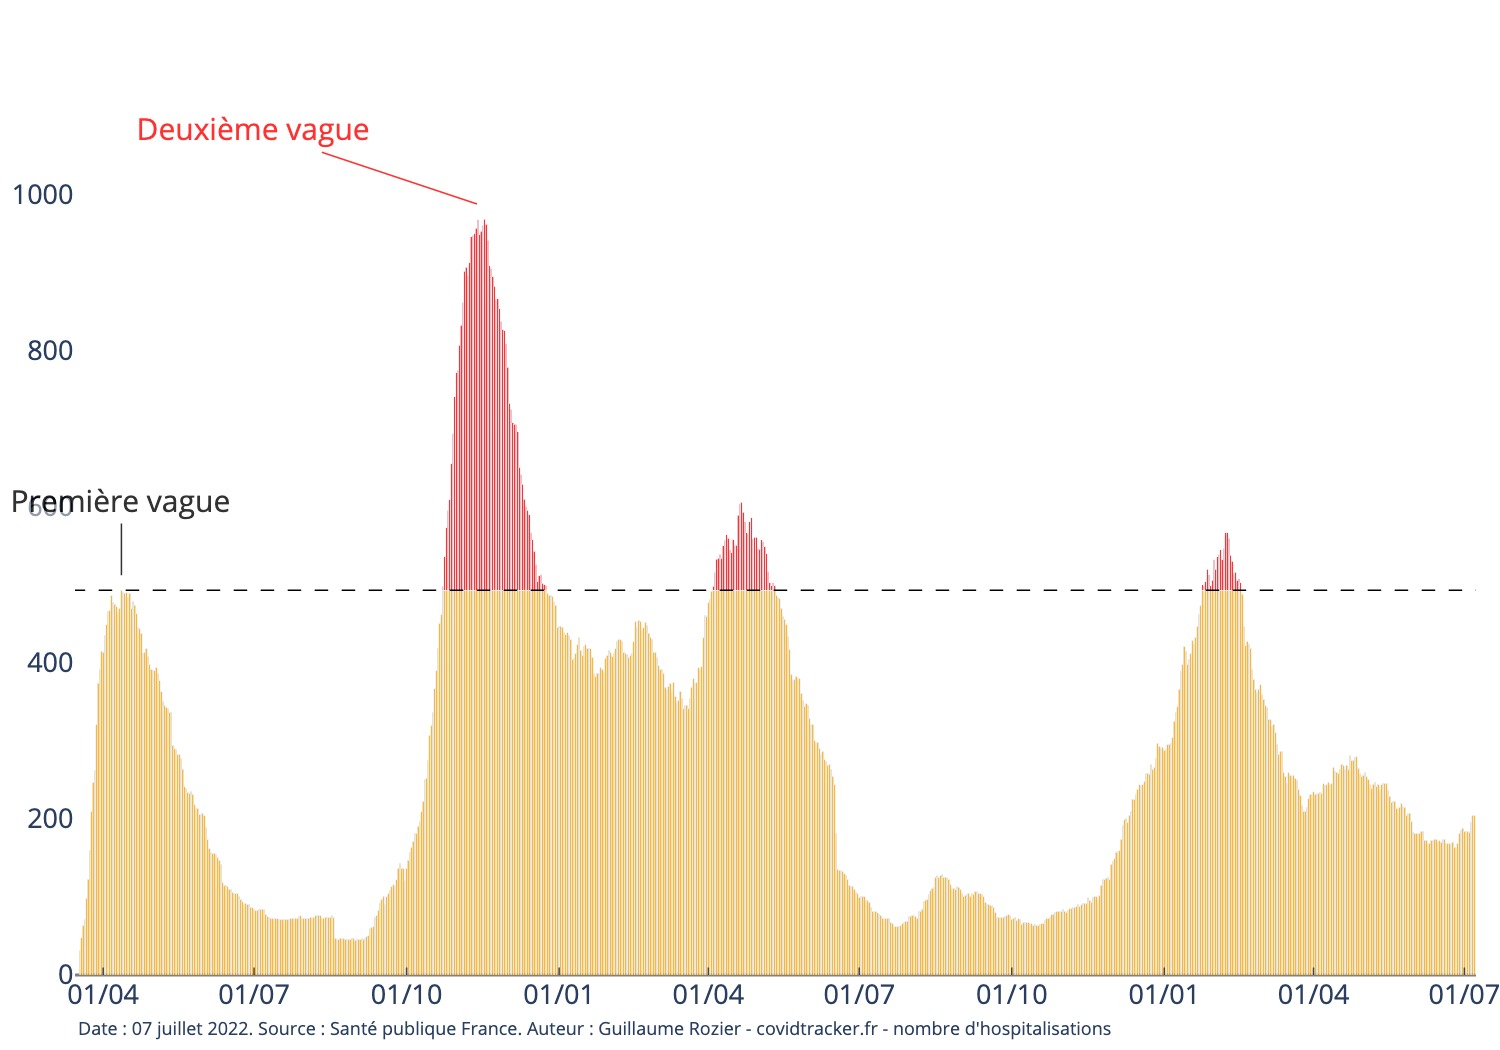 Deuxième vague
1000
800
Première vague
600
400
200
0
01/04 01/07 01/10 01/01 01/04 01/07 01/10 01/01 01/04 01/07
Date : 07 juillet 2022. Source : Santé publique France. Auteur : Guillaume Rozier - covidtracker.fr - nombre d'hospitalisations